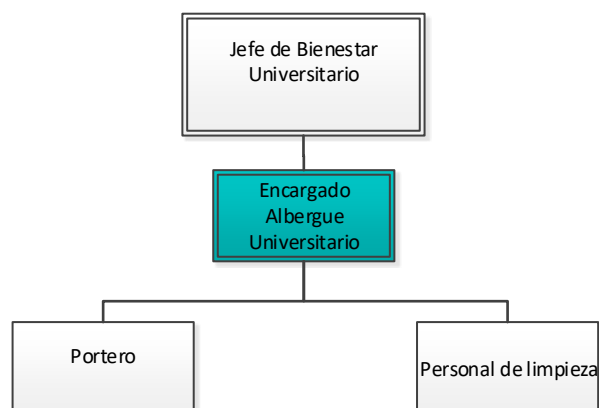 Jefe de Bienestar
Universitario
Encargado
Albergue
Universitario
Portero
Personal de limpieza